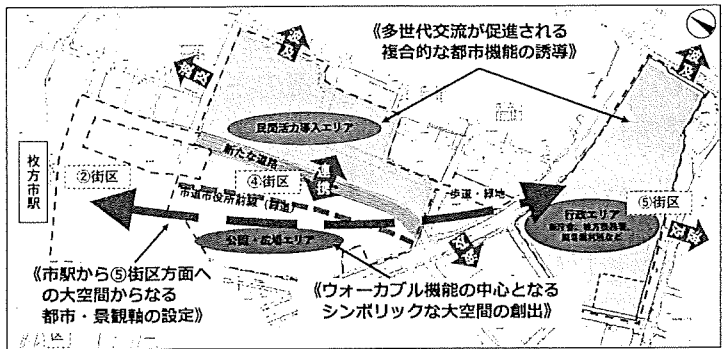 《多世代交流が促進される
複合的な都市機能の誘導》
波及
波及
波及
民間活力導入エリア
新たな道路
枚方市駅
②街区
④街区
連携
市道市役所前線（緑道）
歩道・緑地
公園・広場エリア
行政エリア
⑤街区
波及
波及
《市駅から⑤街区方面へ
の大空間からなる
都市・景観軸の設定》
《ウォーカブル機能の中心となる
シンボリックな大空間の創出》